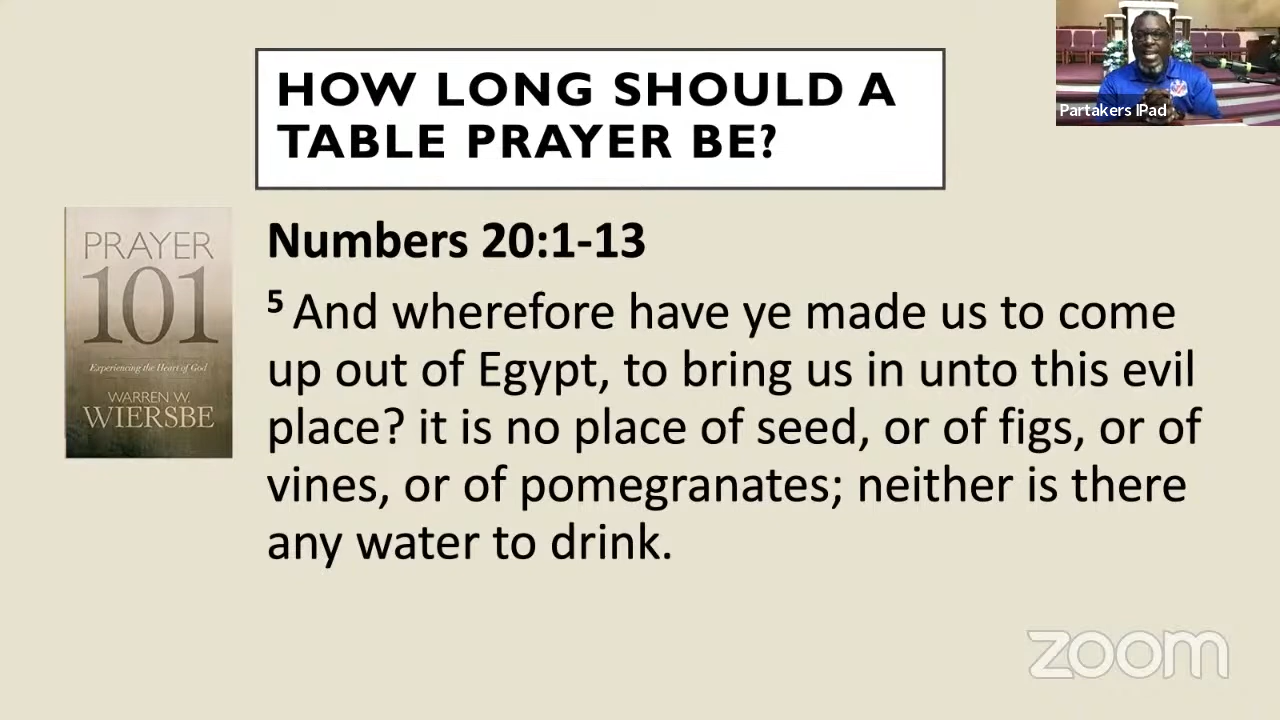 HOW LONG SHOULD A
TABLE PRAYER BE?
Partakers IPad
PRAYER
101
Experiencing the Heart of God
WARREN W.
WIERSBE
Numbers 20:1-13
5 And wherefore have ye made us to come
up out of Egypt, to bring us in unto this evil
place? it is no place of seed, or of figs, or of
vines, or of pomegranates; neither is there
any water to drink.
zoom